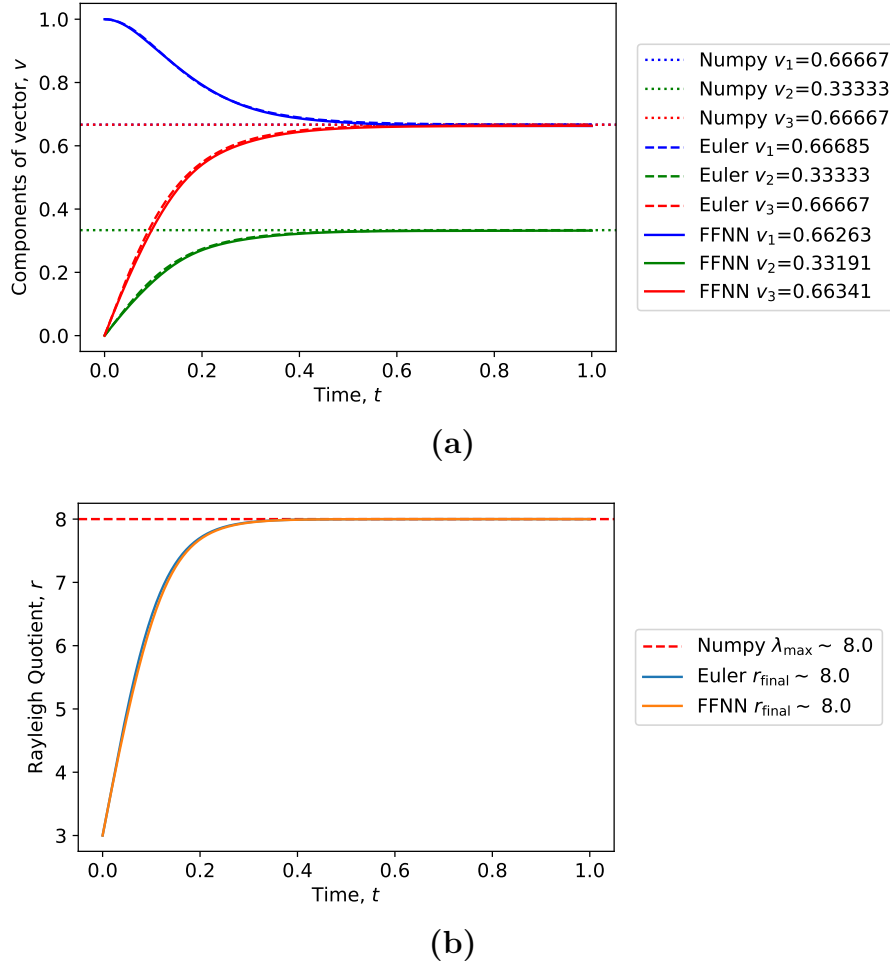 1.0
0.8
0.6
0.4
0.2
0.0
Components of vector, v
0.0 0.2 0.4 0.6 0.8 1.0
Time, t
Numpy v₁=0.66667
Numpy v₂=0.33333
Numpy v₃=0.66667
Euler v₁=0.66685
Euler v₂=0.33333
Euler v₃=0.66667
FFNN v₁=0.66263
FFNN v₂=0.33191
FFNN v₃=0.66341
(a)
8
7
6
5
4
3
Rayleigh Quotient, r
0.0 0.2 0.4 0.6 0.8 1.0
Time, t
Numpy λmax ~ 8.0
Euler rfinal ~ 8.0
FFNN rfinal ~ 8.0
(b)